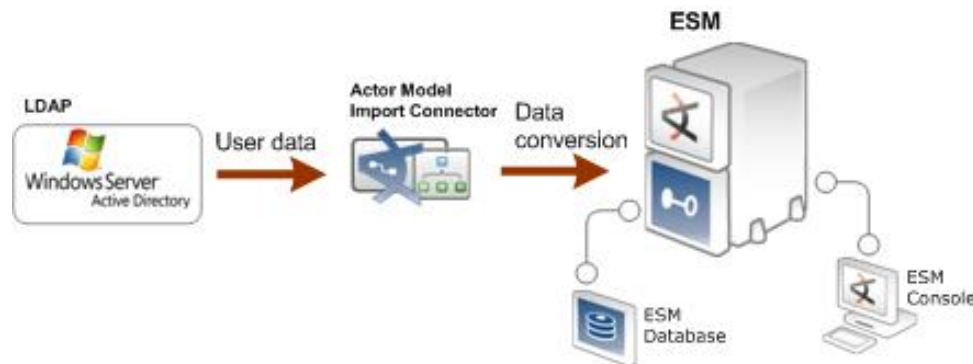 ESM
LDAP
Windows Server
Active Directory
User data
Actor Model
Import Connector
Data
conversion
ESM
Database
ESM
Console